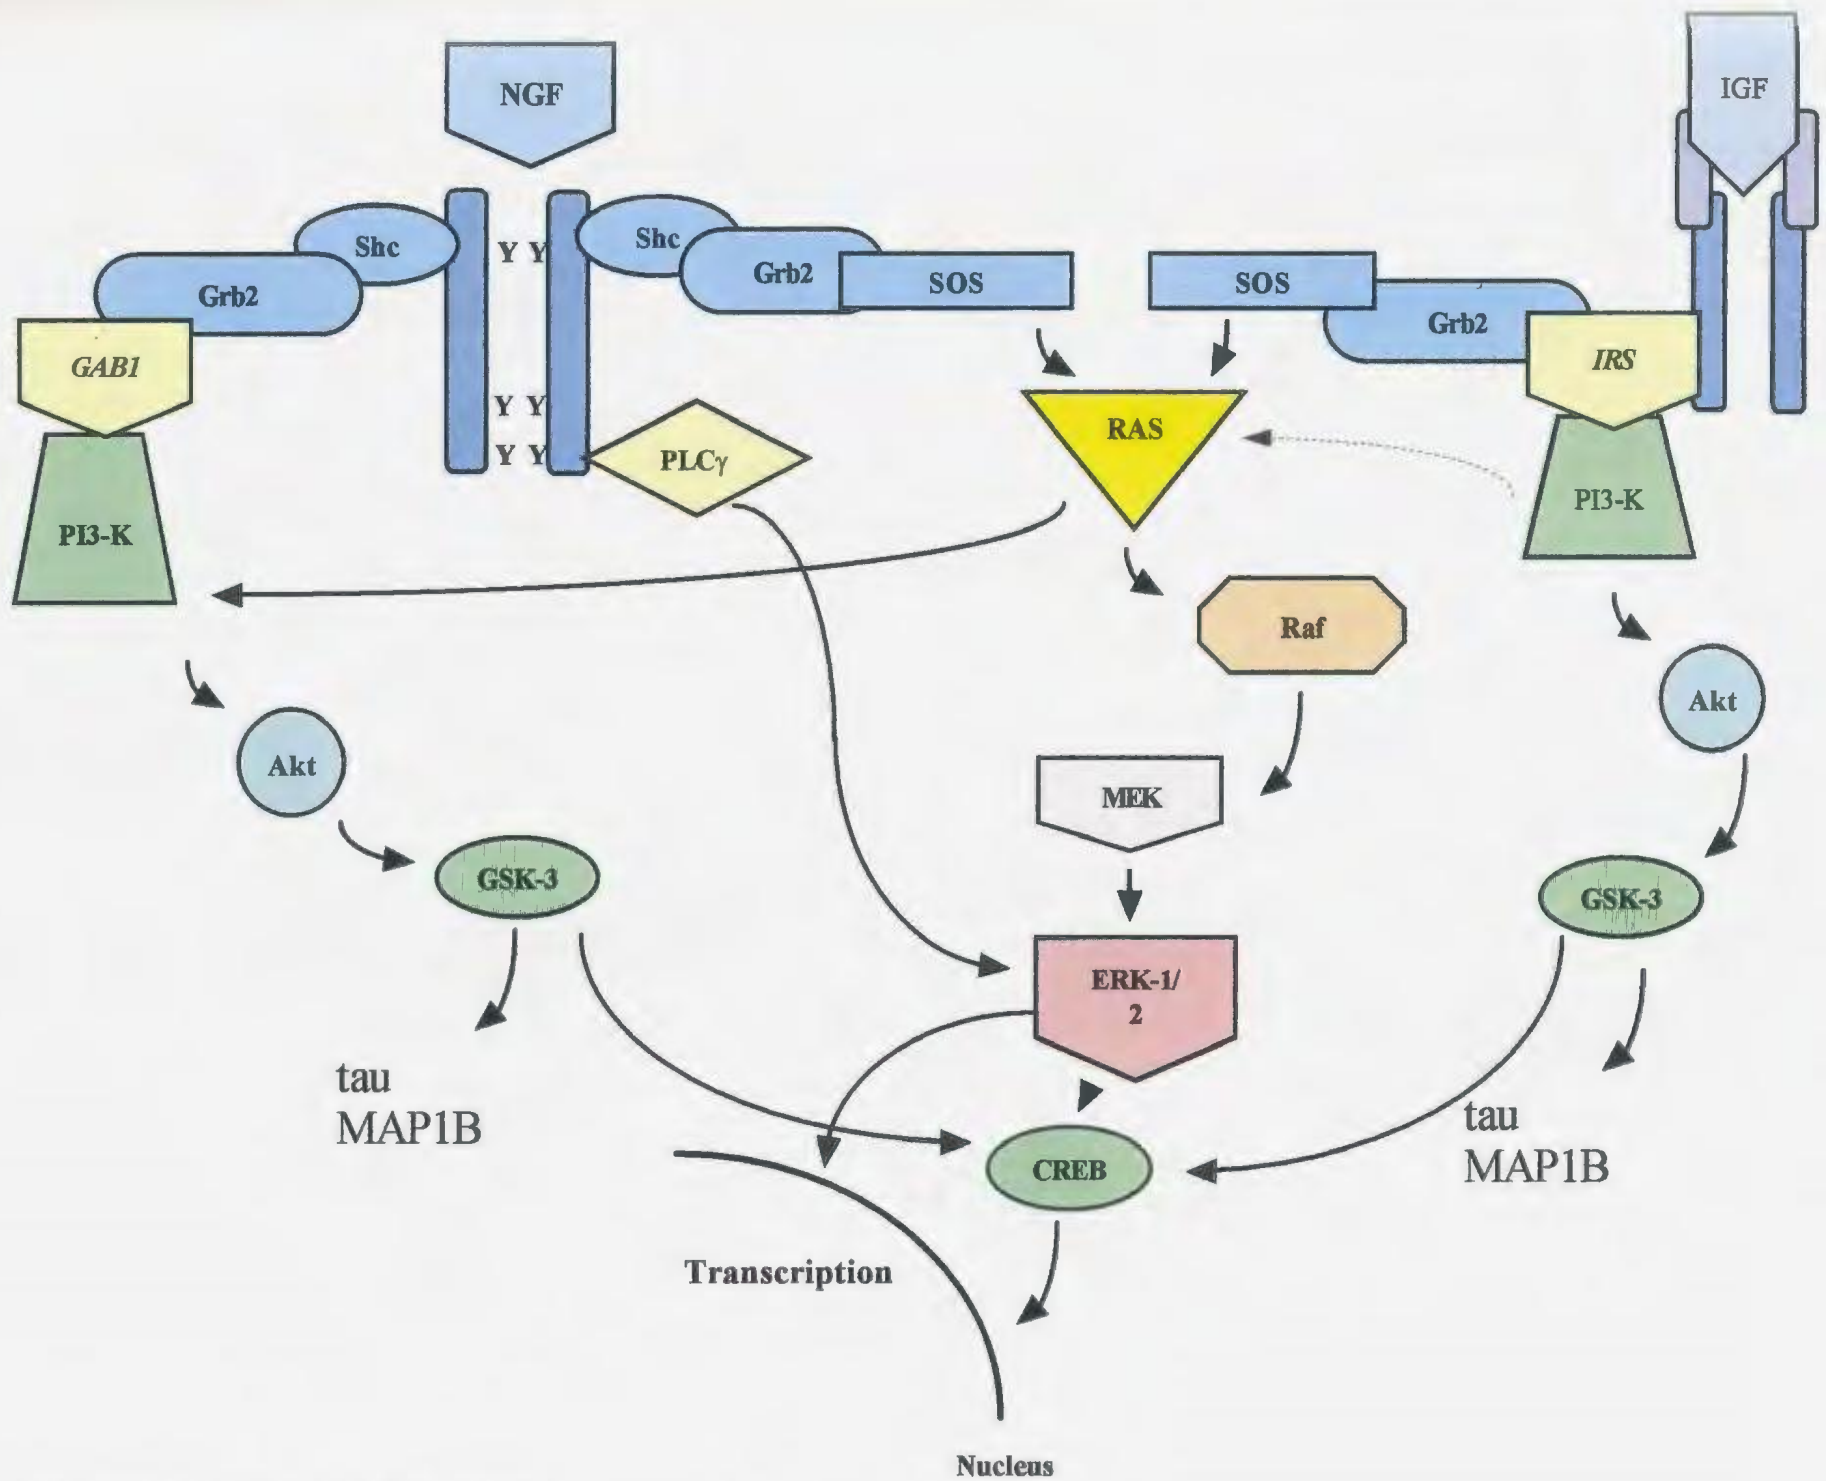 NGF
IGF
Shc
Y Y
Shc
Grb2
Grb2
SOS
SOS
Grb2
GAB1
IRS
Y Y
Y Y
PLCγ
RAS
PI3-K
PI3-K
Raf
Akt
Akt
MEK
GSK-3
GSK-3
ERK-1/
2
tau
MAP1B
tau
MAP1B
CREB
Transcription
Nucleus